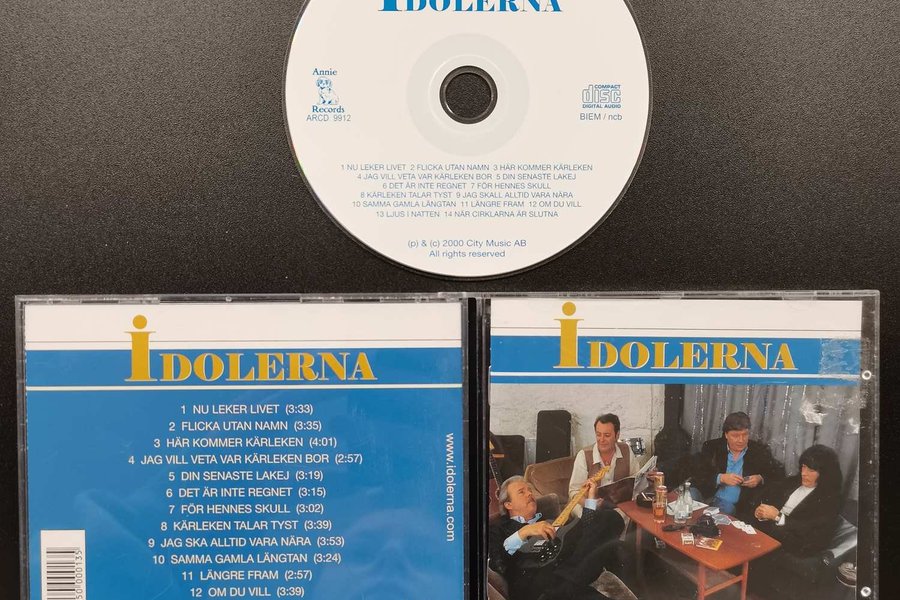 IDOLERNA
Annie
Records
ARCD 9912
COMPACT
disc
DIGITAL AUDIO
BIEM / ncb
1 NU LEKER LIVET 2 FLICKA UTAN NAMN 3 HÄR KOMMER KÄRLEKEN
4 JAG VILL VETA VAR KÄRLEKEN BOR 5 DIN SENASTE LAKEJ
6 DET ÄR INTE REGNET 7 FÖR HENNES SKULL
8 KÄRLEKEN TALAR TYST 9 JAG SKALL ALLTID VARA NÄRA
10 SAMMA GAMLA LÄNGTAN 11 LÄNGRE FRAM 12 OM DU VILL
13 LJUS I NATTEN 14 NÄR CIRKLARNA ÄR SLUTNA
(p) & (c) 2000 City Music AB
All rights reserved
IDOLERNA
1 NU LEKER LIVET (3:33)
2 FLICKA UTAN NAMN (3:35)
3 HÄR KOMMER KÄRLEKEN (4:01)
4 JAG VILL VETA VAR KÄRLEKEN BOR (2:57)
5 DIN SENASTE LAKEJ (3:19)
6 DET ÄR INTE REGNET (3:15)
7 FÖR HENNES SKULL (3:02)
8 KÄRLEKEN TALAR TYST (3:39)
9 JAG SKA ALLTID VARA NÄRA (3:53)
10 SAMMA GAMLA LÄNGTAN (3:24)
11 LÄNGRE FRAM (2:57)
12 OM DU VILL (3:39)
www.idolerna.com
50 000135
IDOLERNA